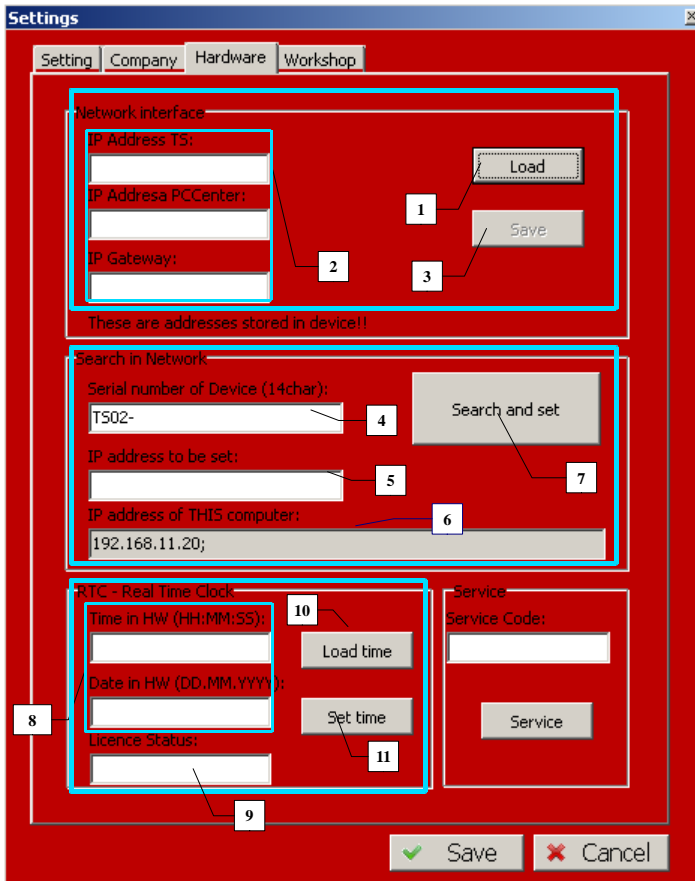 Settings
Setting Company Hardware Workshop
Network interface
IP Address TS:
Load
IP Addresa PCCenter:
1
Save
2
IP Gateway:
3
These are addresses stored in device!!
Search in Network
Serial number of Device (14char):
TS02-
4
Search and set
IP address to be set:
5
7
IP address of THIS computer:
6
192.168.11.20;
RTC - Real Time Clock
Service
Time in HW (HH:MM:SS):
10
Service Code:
Load time
Date in HW (DD.MM.YYYY):
8
Set time
Service
Licence Status:
11
9
Save Cancel